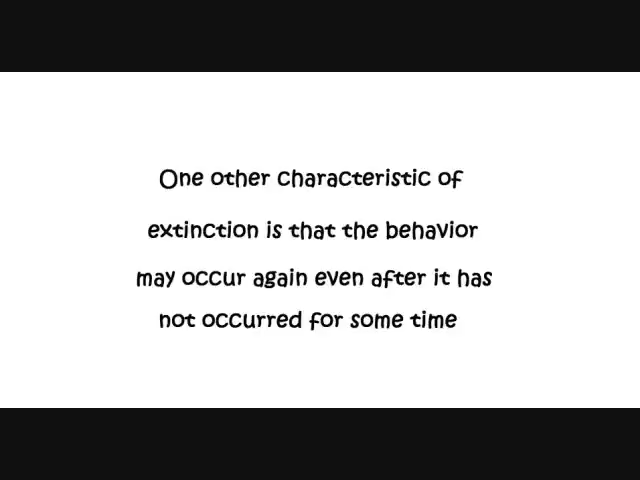 One other characteristic of
extinction is that the behavior
may occur again even after it has
not occurred for some time